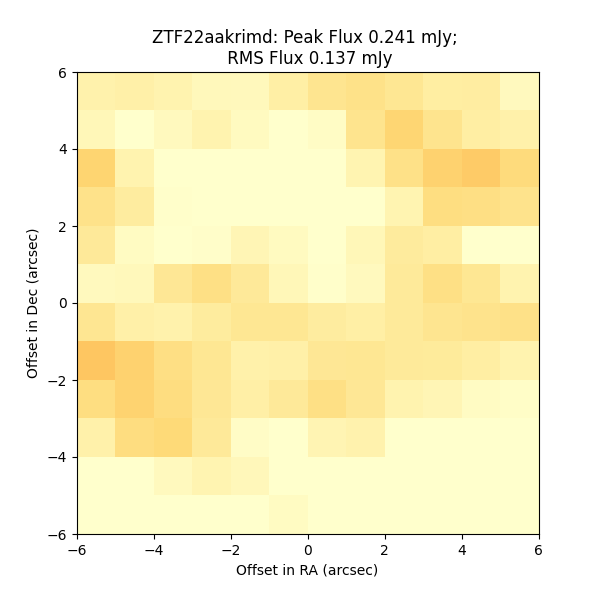 ZTF22aakrimd: Peak Flux 0.241 mJy;
RMS Flux 0.137 mJy
6
4
2
0
−2
−4
−6
Offset in Dec (arcsec)
−6 −4 −2 0 2 4 6
Offset in RA (arcsec)